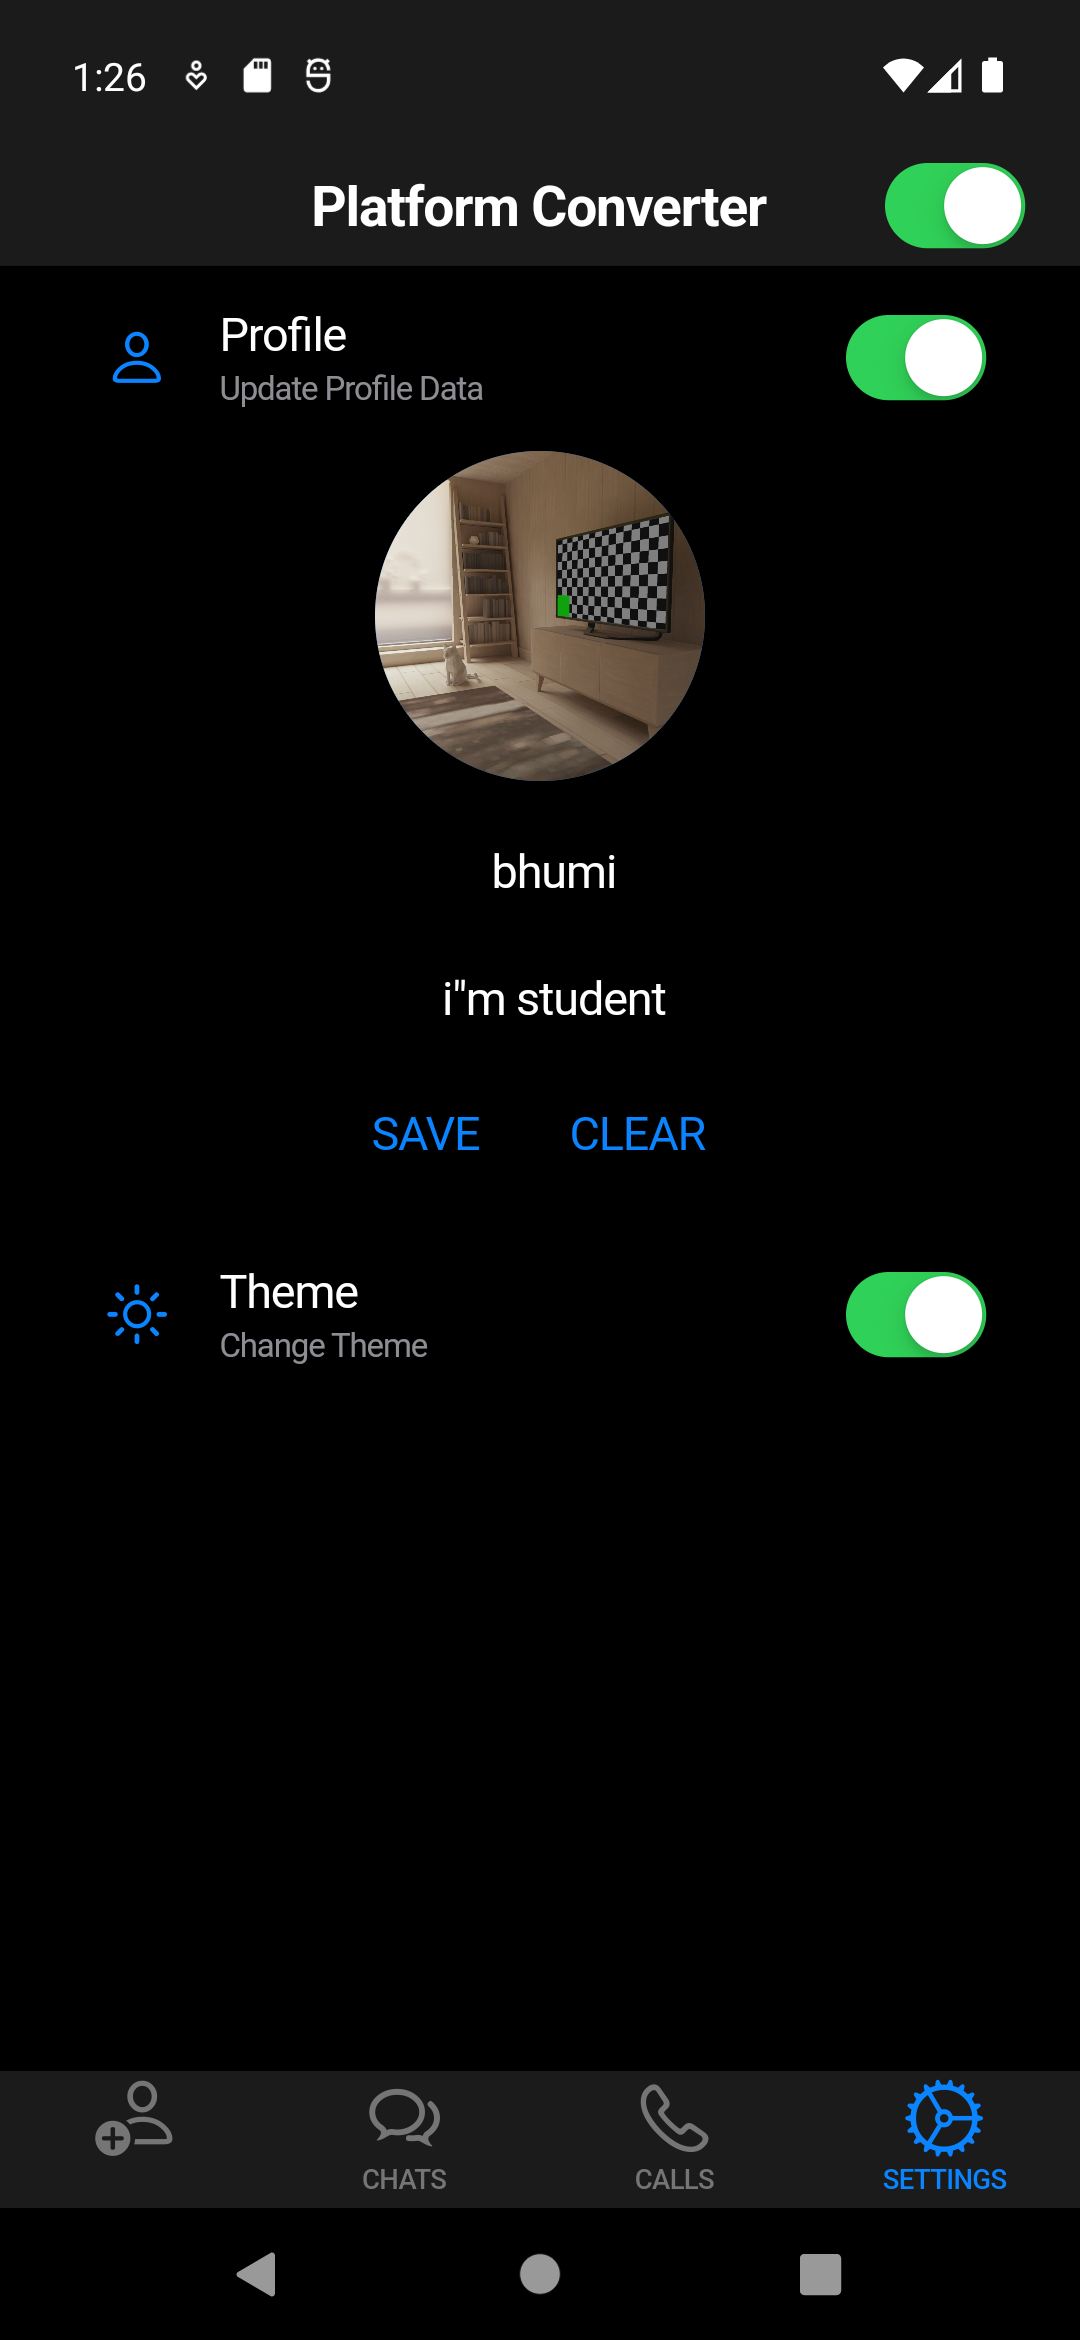 1:26
Platform Converter
Profile
Update Profile Data
bhumi
i"m student
SAVE CLEAR
Theme
Change Theme
CHATS CALLS SETTINGS